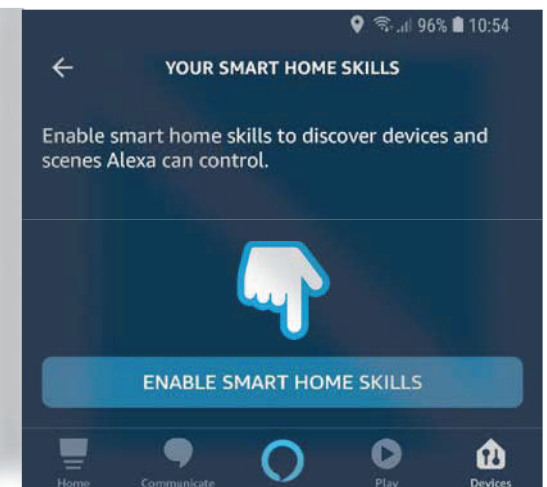 96% 10:54
YOUR SMART HOME SKILLS
Enable smart home skills to discover devices and
scenes Alexa can control.
ENABLE SMART HOME SKILLS
Home Communicate Play Devices